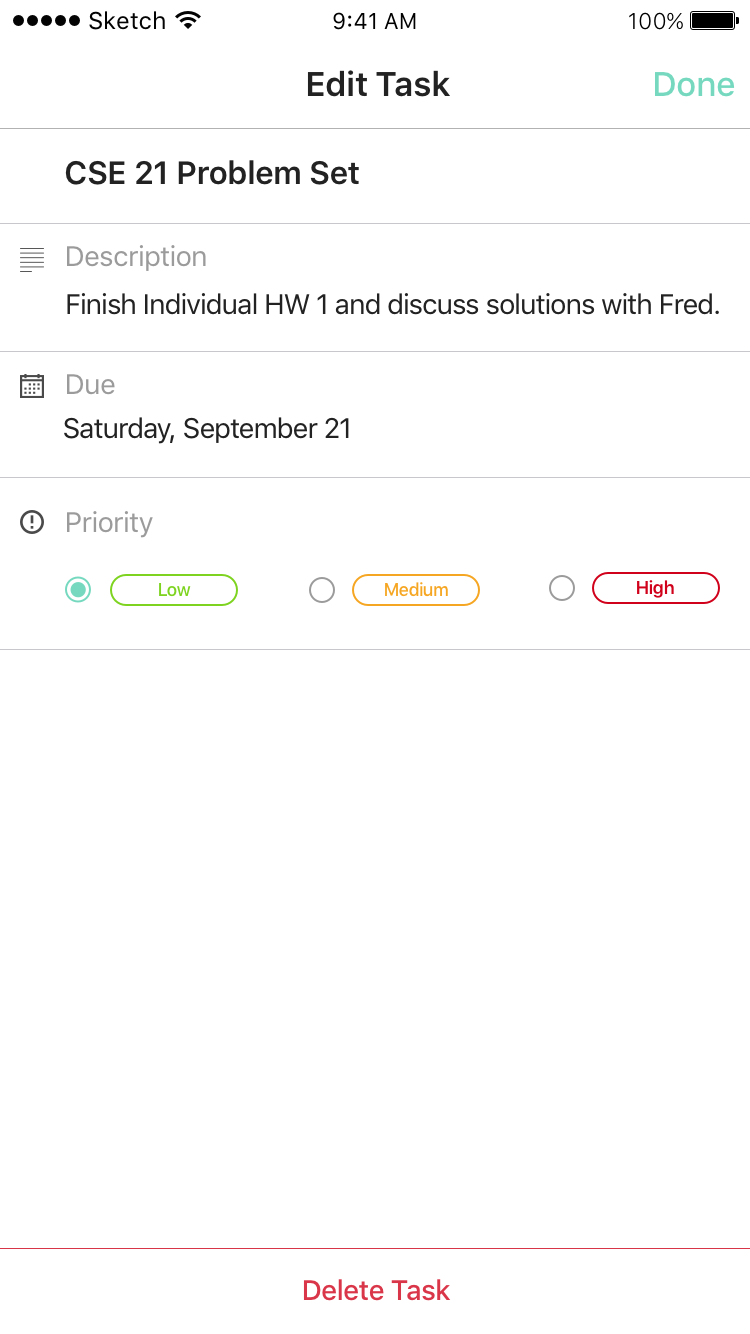 Sketch 9:41 AM 100%
Edit Task Done
CSE 21 Problem Set
Description
Finish Individual HW 1 and discuss solutions with Fred.
Due
Saturday, September 21
Priority
Low Medium High
Delete Task